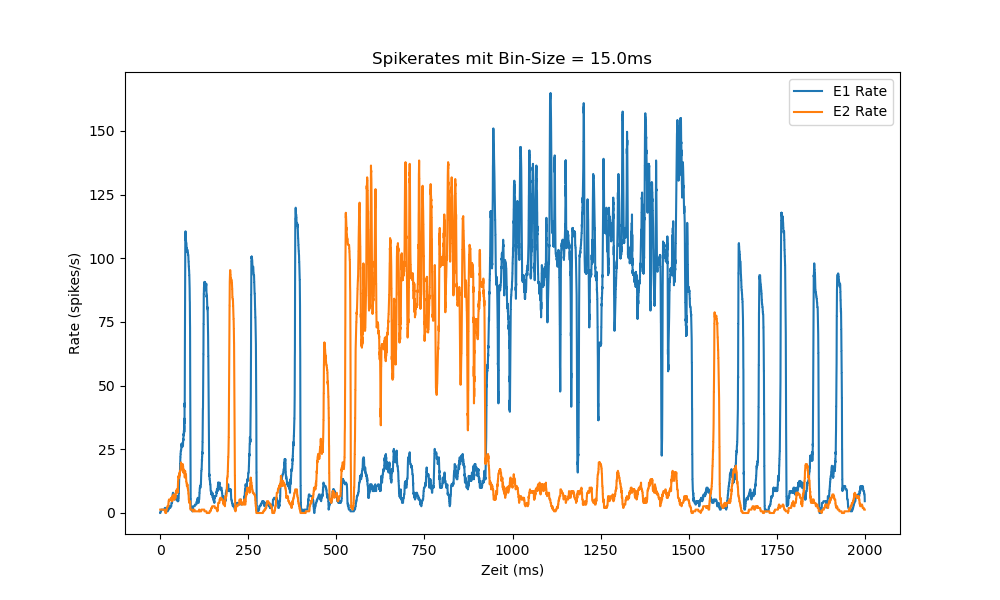 Spikerates mit Bin-Size = 15.0ms
E1 Rate
E2 Rate
150
125
100
75
50
25
0
Rate (spikes/s)
0 250 500 750 1000 1250 1500 1750 2000
Zeit (ms)